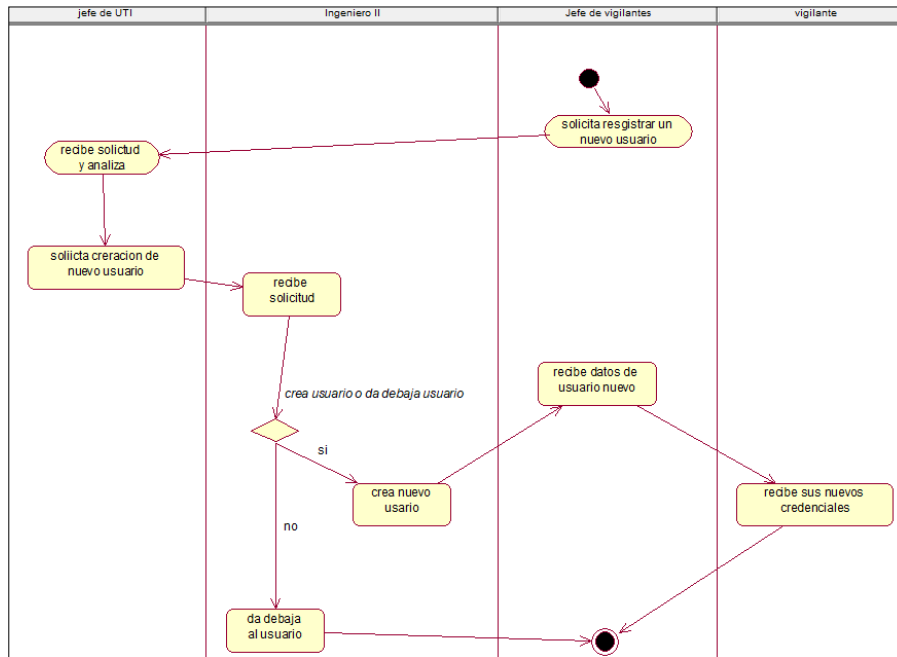 jefe de UTI
Ingeniero II
Jefe de vigilantes
vigilante
solicita resgistrar un
nuevo usuario
recibe solictud
y analiza
soliicta creracion de
nuevo usuario
recibe
solicitud
crea usuario o da debaja usuario
recibe datos de
usuario nuevo
si
crea nuevo
usario
recibe sus nuevos
credenciales
no
da debaja
al usuario